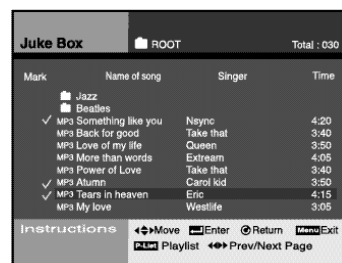 Juke Box ROOT Total : 030
Mark Name of song Singer Time
Jazz
Beatles
MP3 Something like you Nsync 4:20
MP3 Back for good Take that 3:40
MP3 Love of my life Queen 3:50
MP3 More than words Extream 4:05
MP3 Power of Love Take that 3:40
MP3 Atumn Carol kid 3:50
MP3 Tears in heaven Eric 4:15
MP3 My love Westlife 3:05
Instructions Move Enter Return Menu Exit
P-List Playlist Prev/Next Page